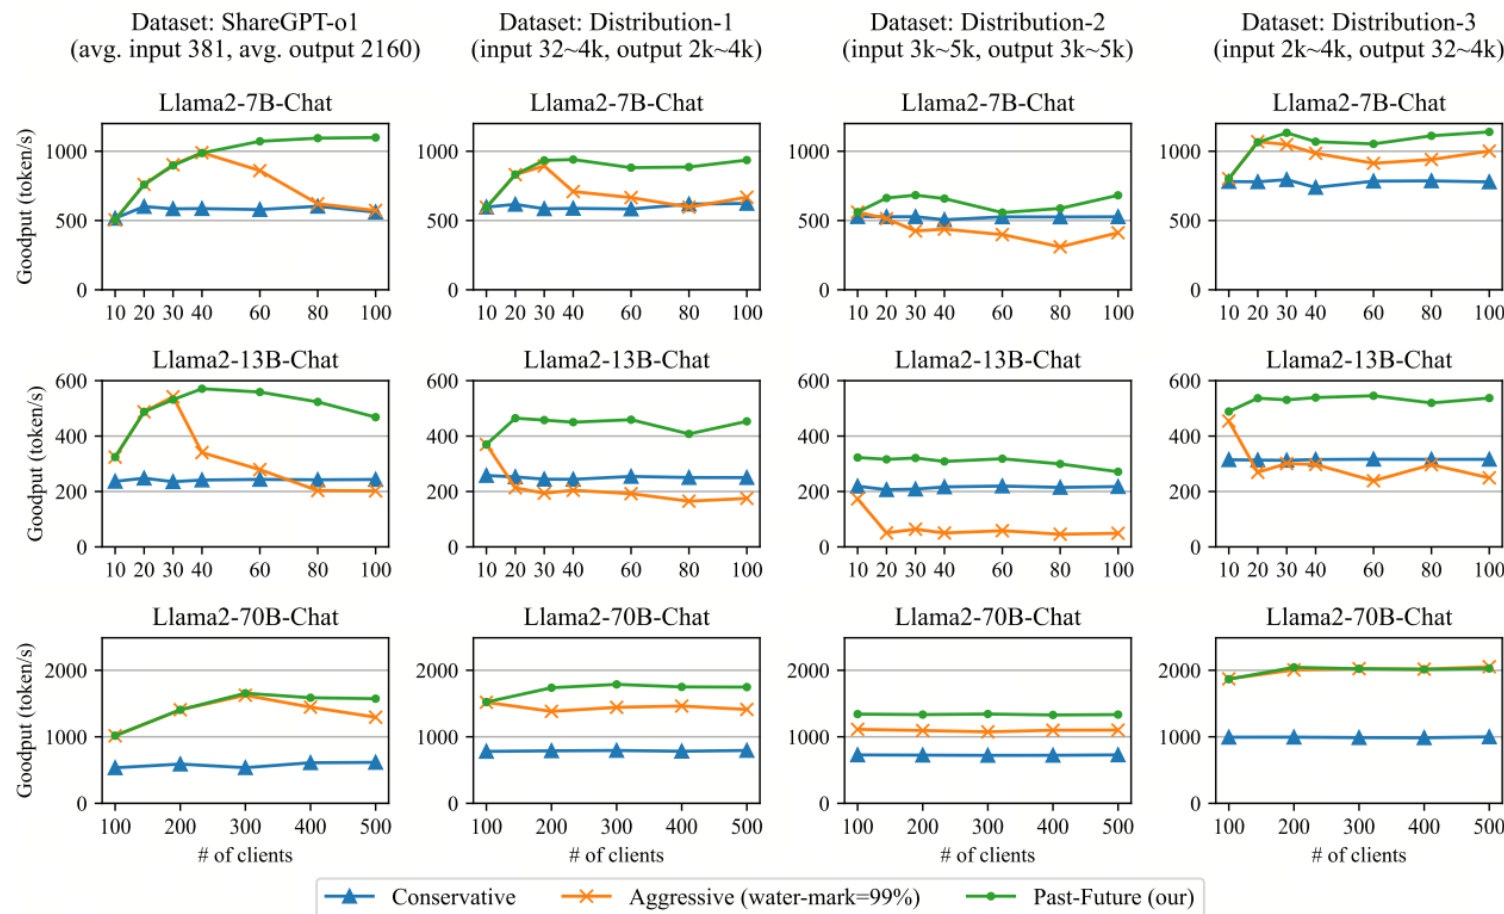 Dataset: ShareGPT-o1
(avg. input 381, avg. output 2160)
Dataset: Distribution-1
(input 32~4k, output 2k~4k)
Dataset: Distribution-2
(input 3k~5k, output 3k~5k)
Dataset: Distribution-3
(input 2k~4k, output 32~4k)
Llama2-7B-Chat
Goodput (token/s)
1000
500
0
10 20 30 40 60 80 100
Llama2-7B-Chat
1000
500
0
10 20 30 40 60 80 100
Llama2-7B-Chat
1000
500
0
10 20 30 40 60 80 100
Llama2-7B-Chat
1000
500
0
10 20 30 40 60 80 100
Llama2-13B-Chat
Goodput (token/s)
600
400
200
0
10 20 30 40 60 80 100
Llama2-13B-Chat
600
400
200
0
10 20 30 40 60 80 100
Llama2-13B-Chat
600
400
200
0
10 20 30 40 60 80 100
Llama2-13B-Chat
600
400
200
0
10 20 30 40 60 80 100
Llama2-70B-Chat
Goodput (token/s)
2000
1000
0
100 200 300 400 500
# of clients
Llama2-70B-Chat
2000
1000
0
100 200 300 400 500
# of clients
Llama2-70B-Chat
2000
1000
0
100 200 300 400 500
# of clients
Llama2-70B-Chat
2000
1000
0
100 200 300 400 500
# of clients
Conservative Aggressive (water-mark=99%) Past-Future (our)